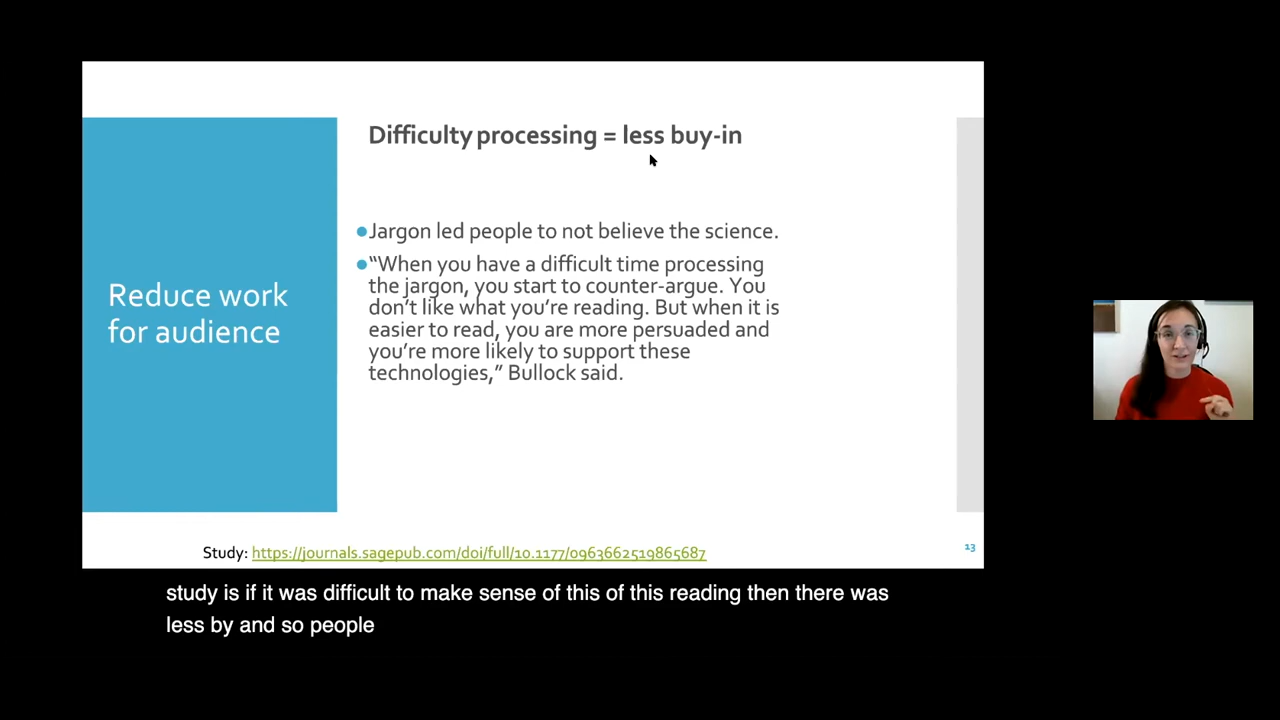 Difficulty processing = less buy-in
Reduce work
for audience
●Jargon led people to not believe the science.
●“When you have a difficult time processing
the jargon, you start to counter-argue. You
don’t like what you’re reading. But when it is
easier to read, you are more persuaded and
you’re more likely to support these
technologies,” Bullock said.
Study: https://journals.sagepub.com/doi/full/10.1177/0963662519865687
13
study is if it was difficult to make sense of this of this reading then there was
less by and so people